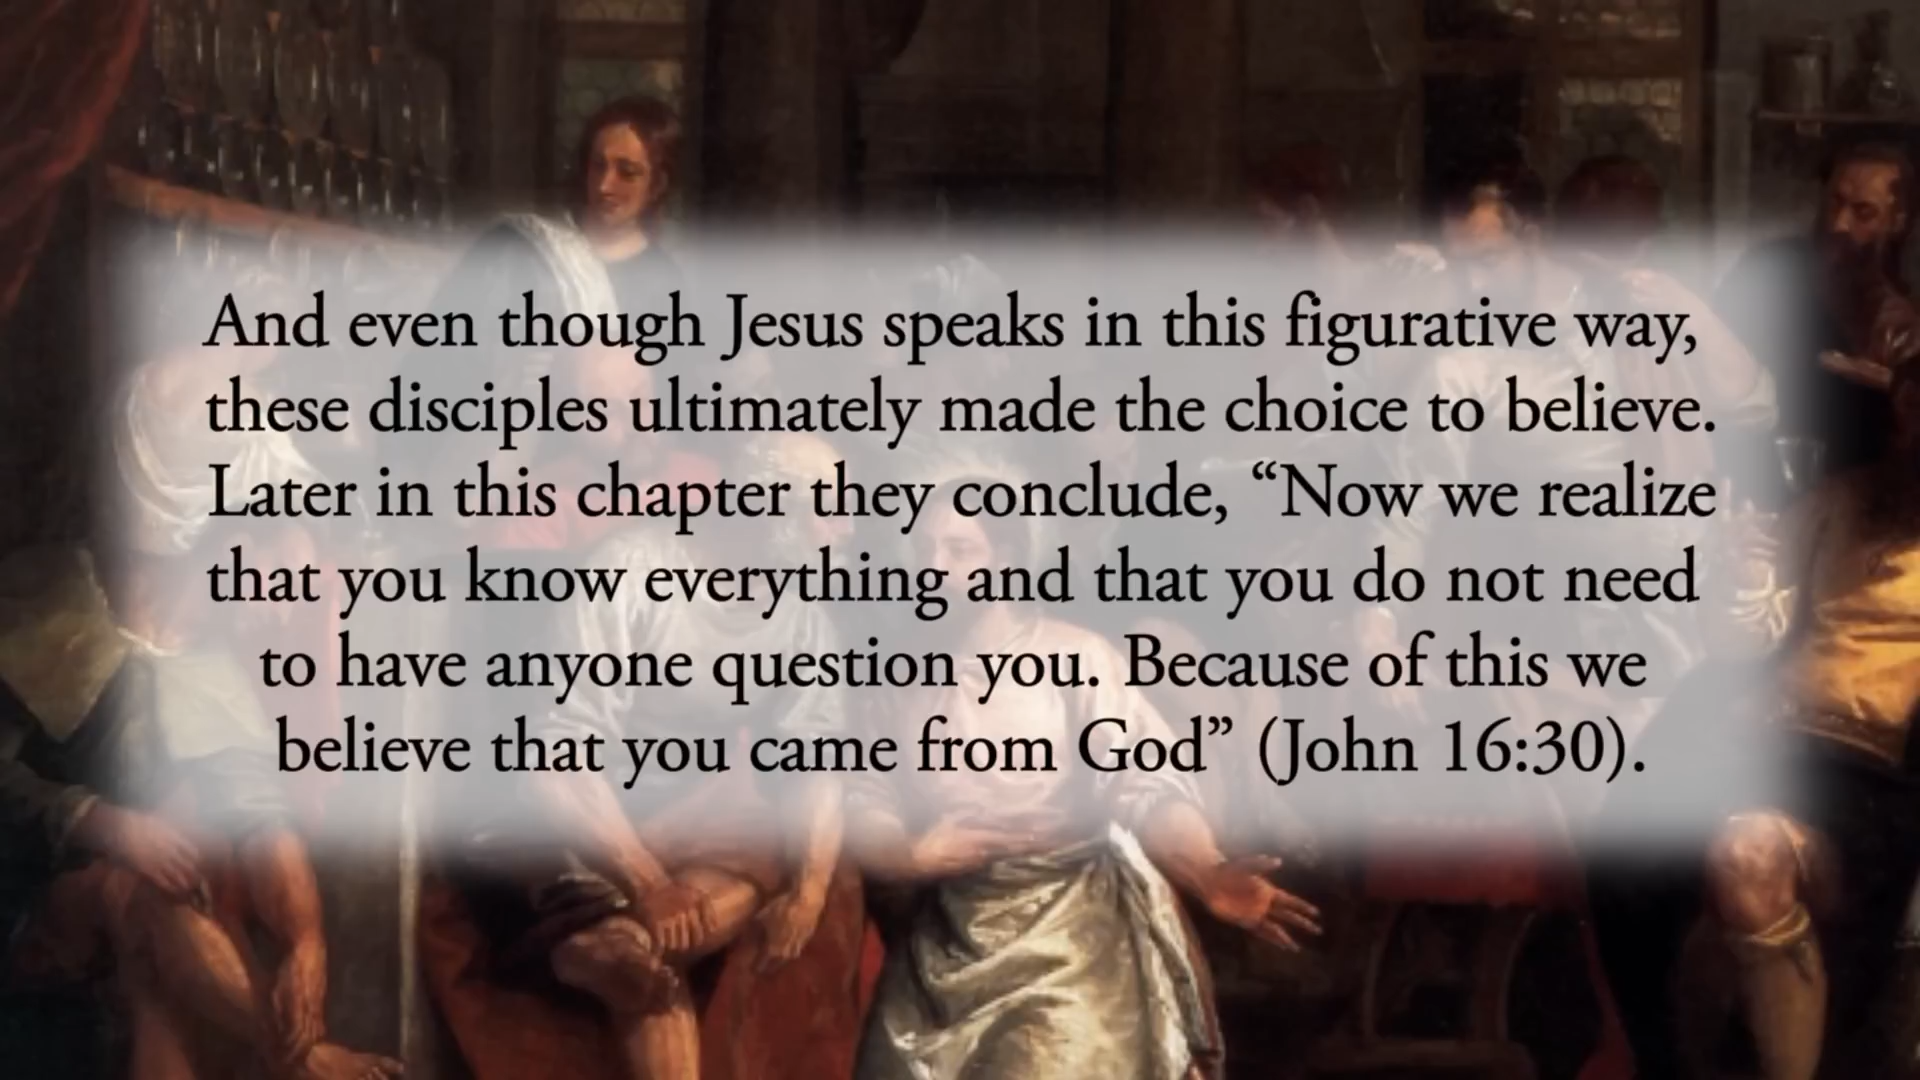 And even though Jesus speaks in this figurative way,
these disciples ultimately made the choice to believe.
Later in this chapter they conclude, “Now we realize
that you know everything and that you do not need
to have anyone question you. Because of this we
believe that you came from God” (John 16:30).